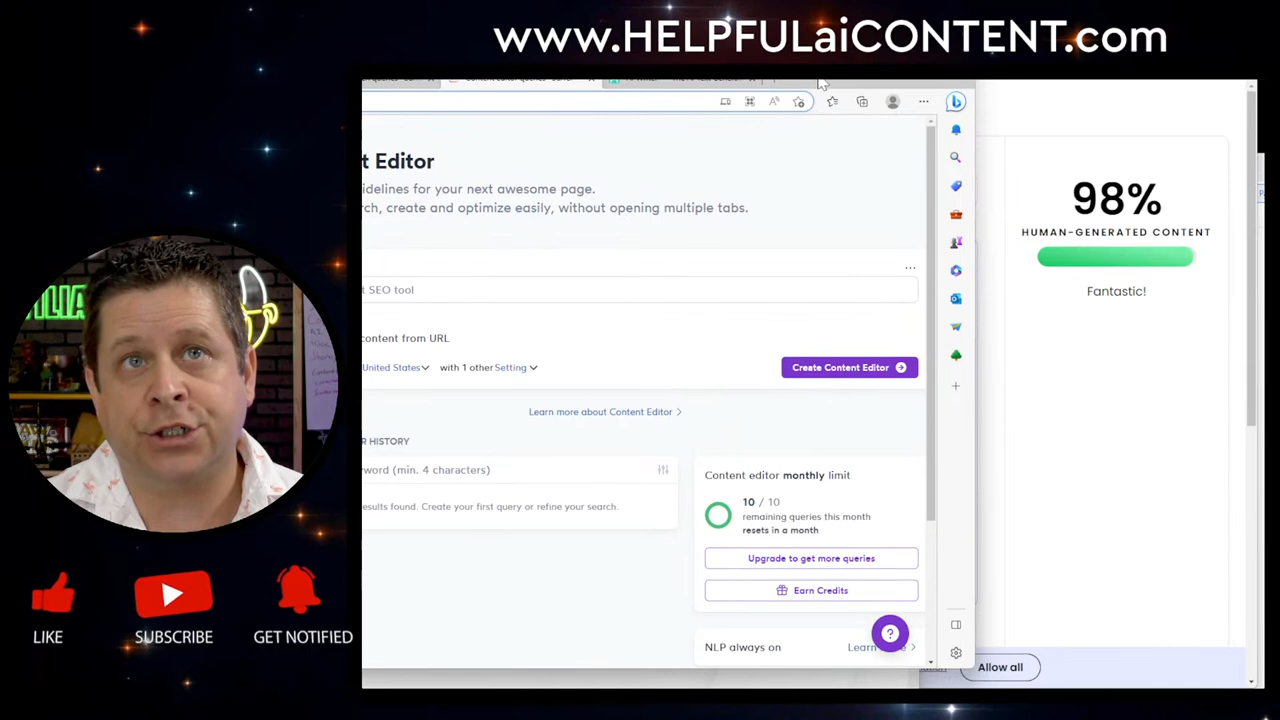 www.HELPFULaiCONTENT.com
t Editor
idelines for your next awesome page.
rch, create and optimize easily, without opening multiple tabs.
98%
HUMAN-GENERATED CONTENT
Fantastic!
t SEO tool
content from URL
United States
with 1 other Setting
Create Content Editor
Learn more about Content Editor
R HISTORY
word (min. 4 characters)
esults found. Create your first query or refine your search.
Content editor monthly limit
10 / 10
remaining queries this month
resets in a month
Upgrade to get more queries
Earn Credits
NLP always on
Learn
Allow all
LIKE
SUBSCRIBE
GET NOTIFIED